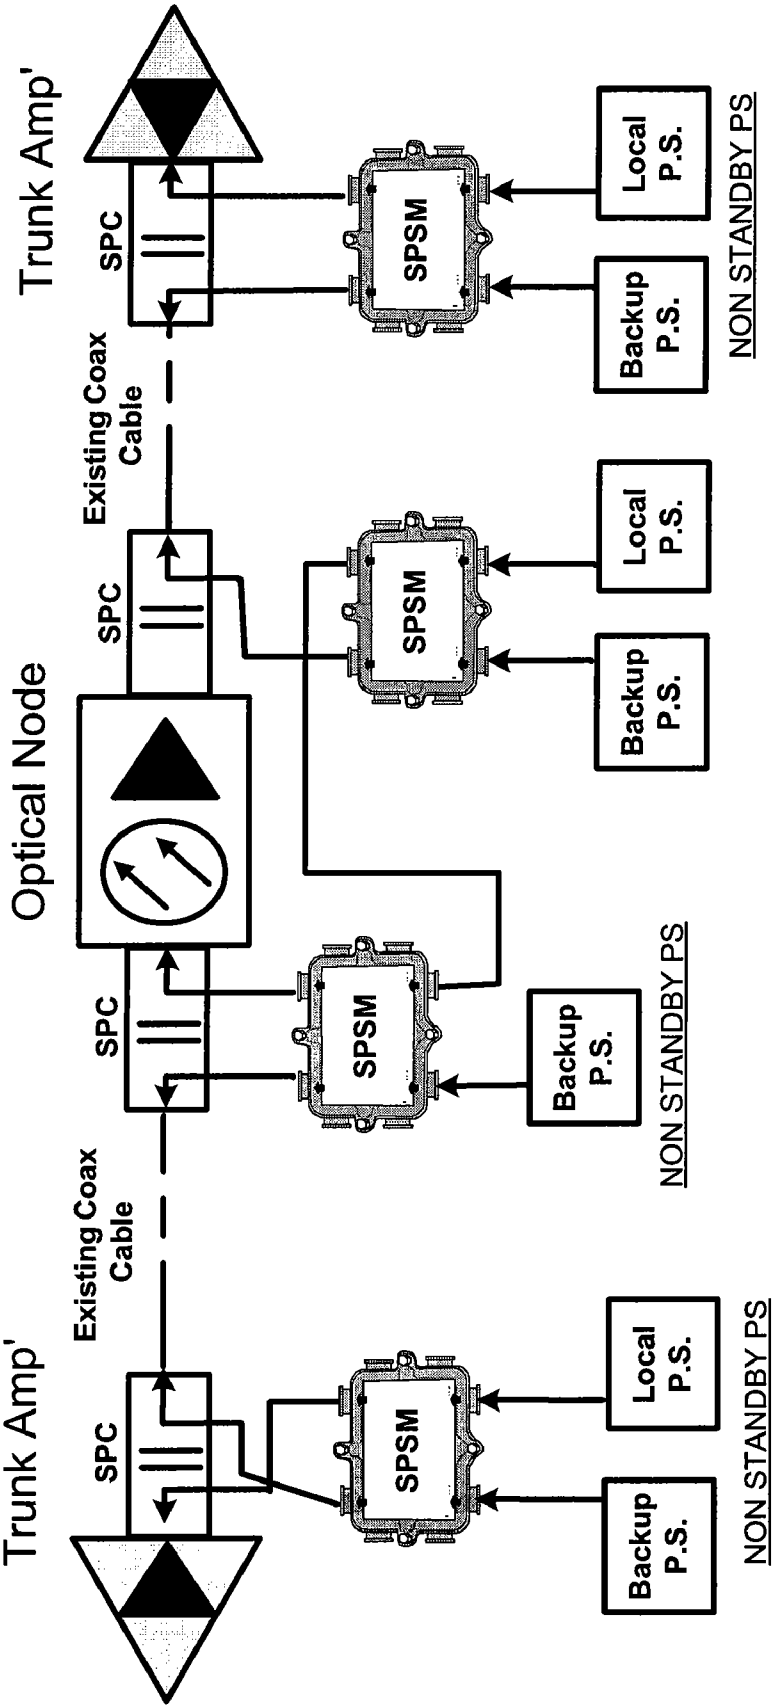 Trunk Amp'
Optical Node
Trunk Amp'
SPC
Existing Coax
Cable
SPC
SPC
Existing Coax
Cable
SPC
SPSM
SPSM
SPSM
SPSM
Backup
P.S.
Local
P.S.
NON STANDBY PS
Backup
P.S.
NON STANDBY PS
Backup
P.S.
Local
P.S.
Backup
P.S.
Local
P.S.
NON STANDBY PS